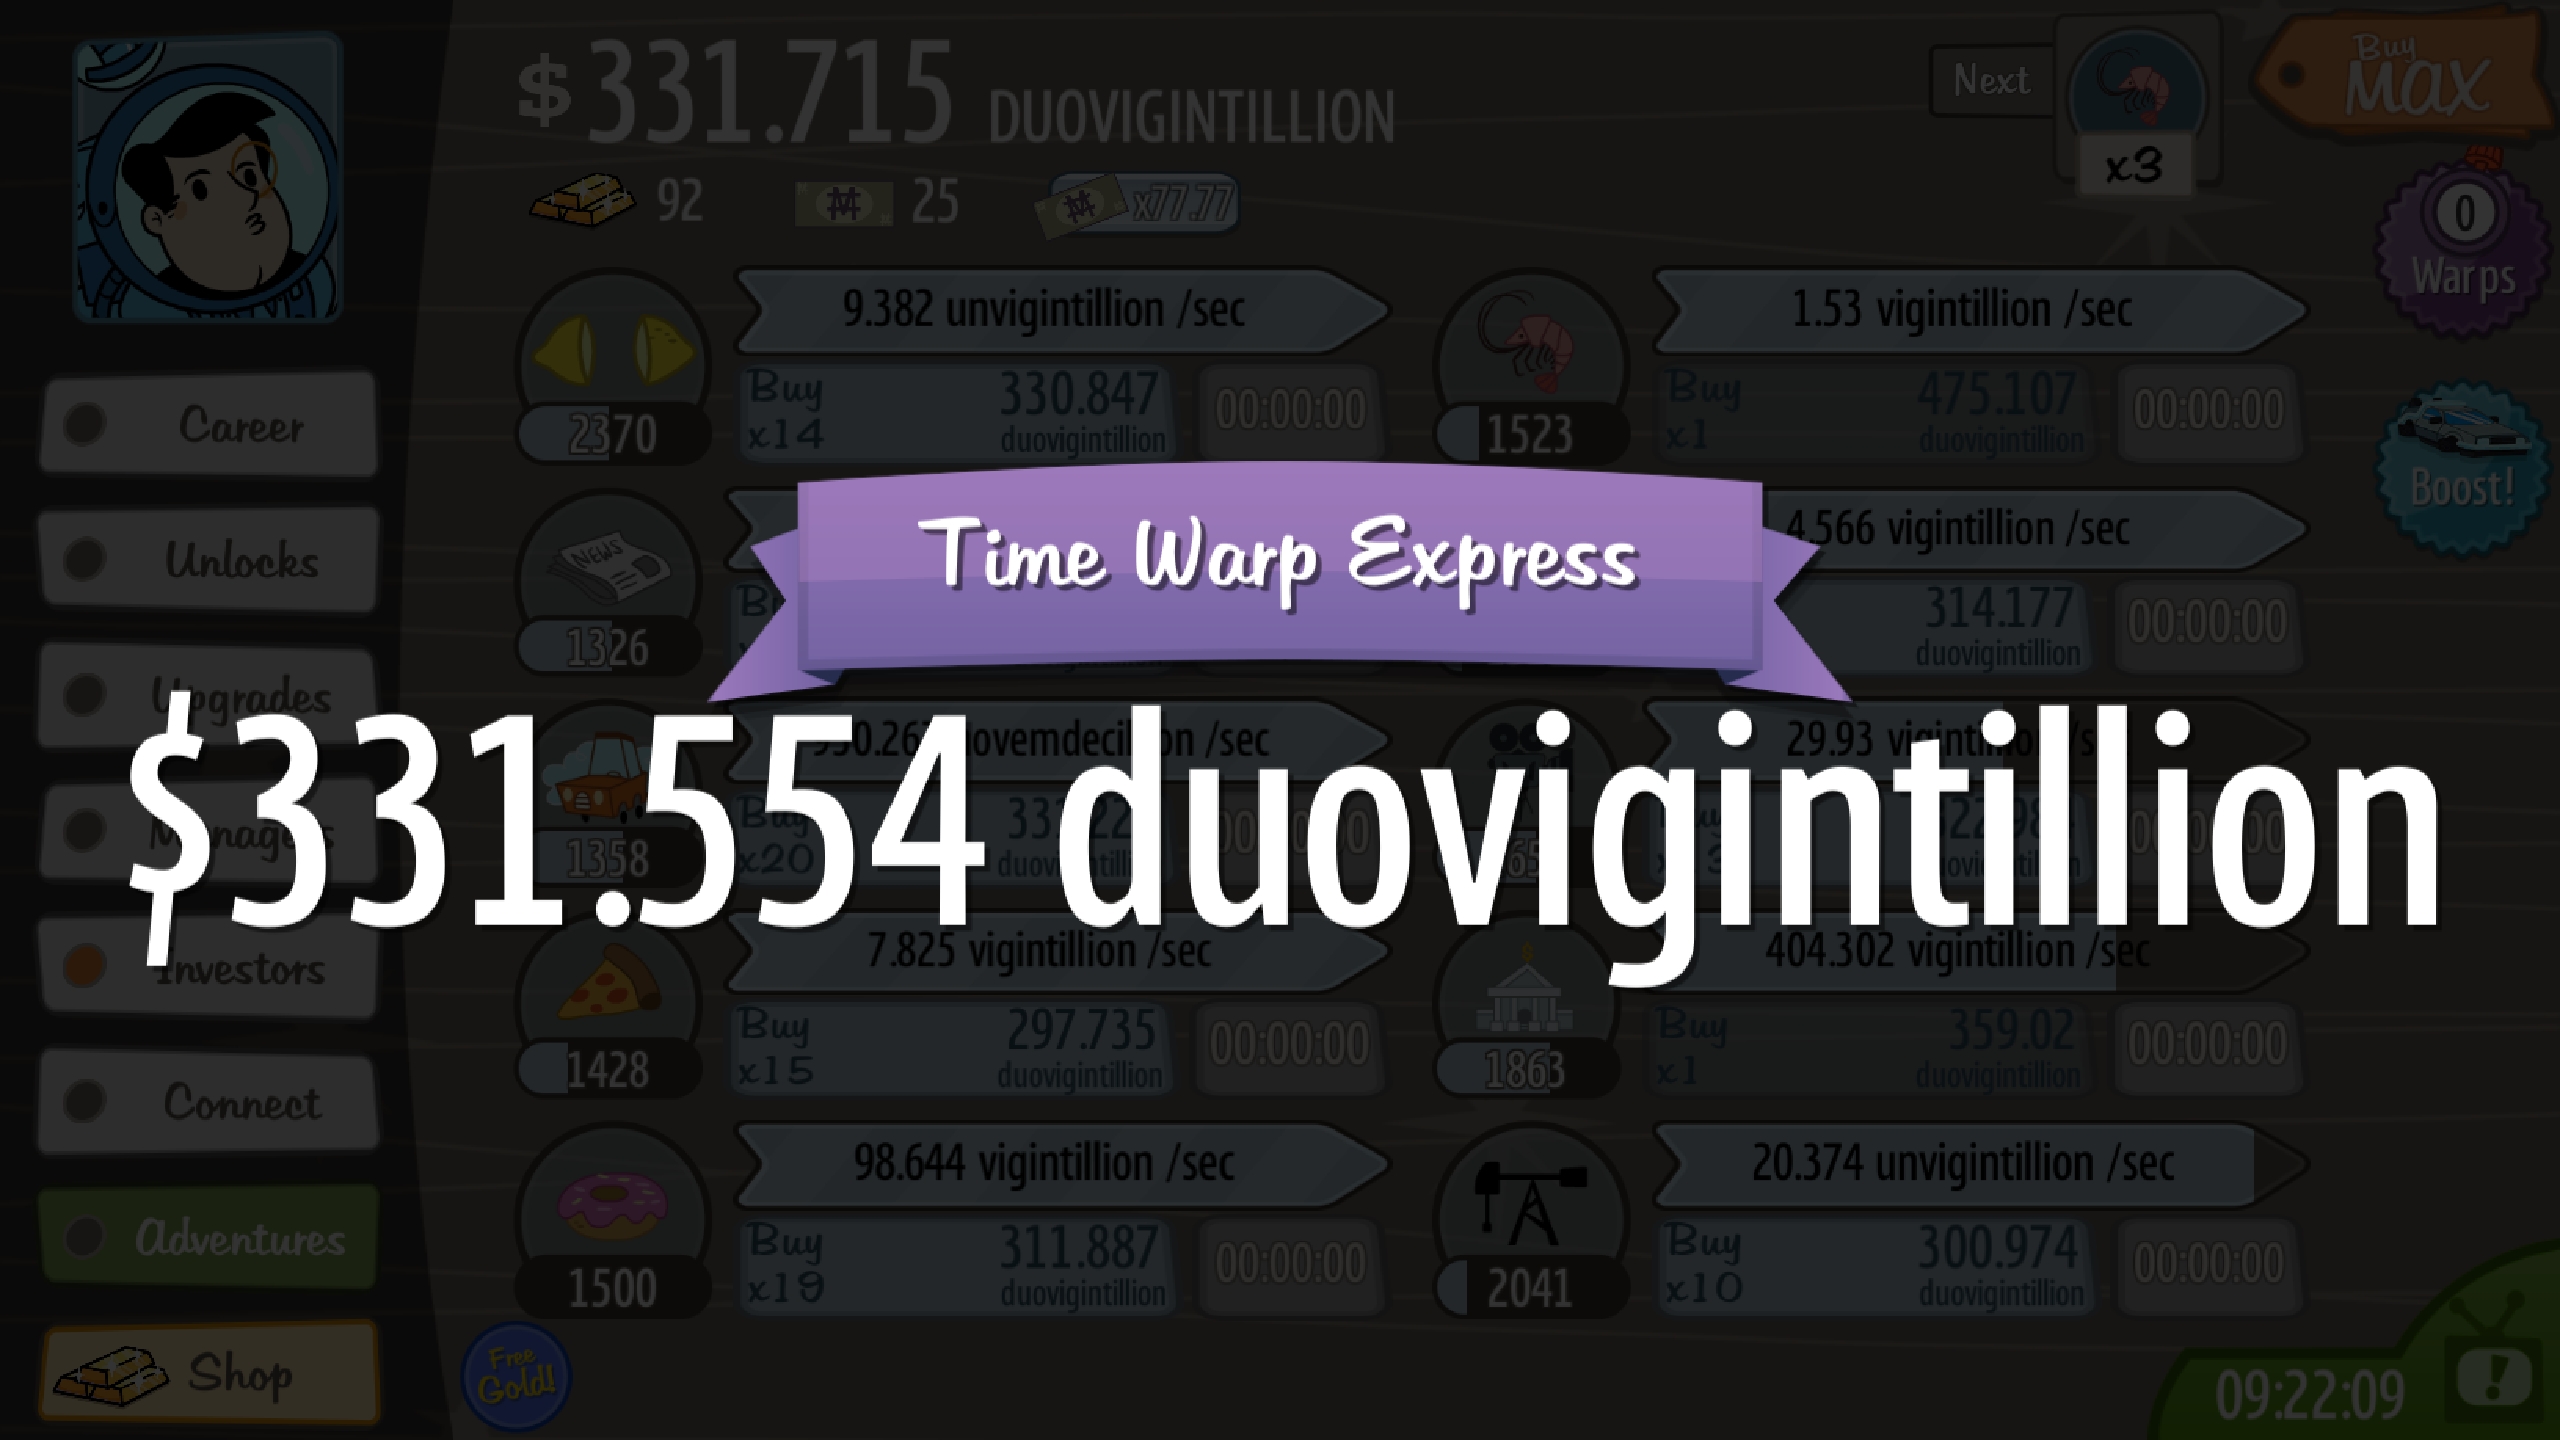 $331.715 DUOVIGINTILLION
92
25
x77.77
Next
x3
Buy
MAX
0
Warps
Boost!
Career
Unlocks
Upgrades
Managers
Investors
Connect
Adventures
Shop
Free
Gold!
9.382 unvigintillion /sec
2370
Buy
x14
330.847
duovigintillion
00:00:00
1.53 vigintillion /sec
1523
Buy
x1
475.107
duovigintillion
00:00:00
NEWS
1326
4.566 vigintillion /sec
314.177
duovigintillion
00:00:00
Time Warp Express
$331.554 duovigintillion
1358
x20
29.93
7.825 vigintillion /sec
1428
Buy
x15
297.735
duovigintillion
00:00:00
404.302 vigintillion /sec
1863
Buy
x1
359.02
duovigintillion
00:00:00
98.644 vigintillion /sec
1500
Buy
x19
311.887
duovigintillion
00:00:00
20.374 unvigintillion /sec
2041
Buy
x10
300.974
duovigintillion
00:00:00
09:22:09